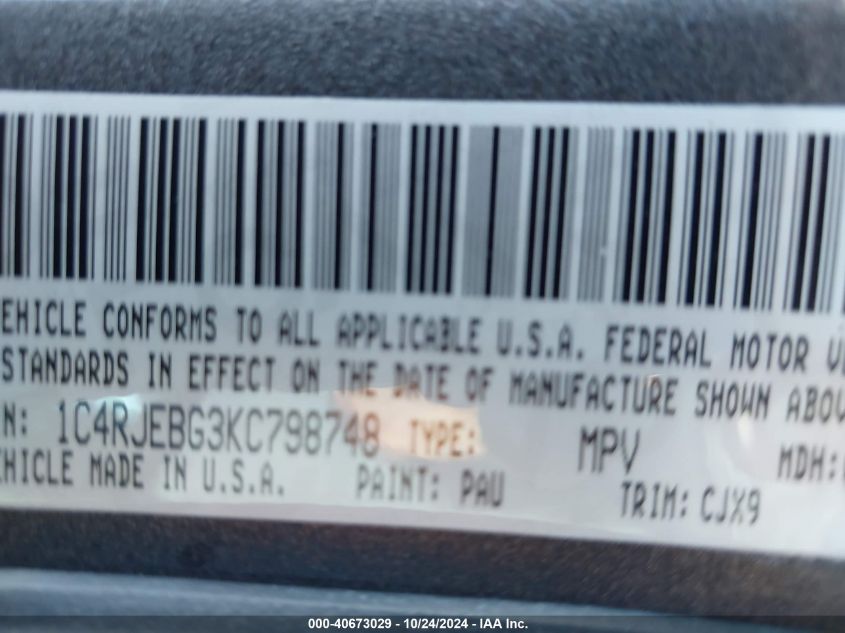 EHICLE CONFORMS TO ALL APPLICABLE U.S.A. FEDERAL MOTOR VE
STANDARDS IN EFFECT ON THE DATE OF MANUFACTURE SHOWN ABOV
N: 1C4RJEBG3KC798748 TYPE: MPV MDH:
EHICLE MADE IN U.S.A. PAINT: PAU TRIM: CJX9
000-40673029 - 10/24/2024 - IAA Inc.